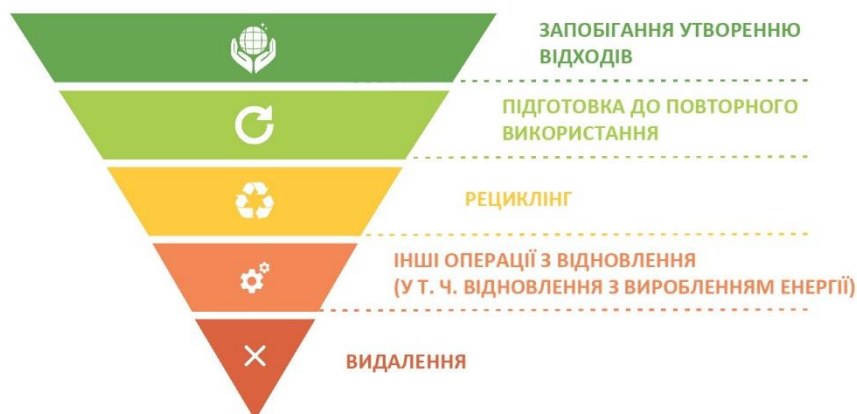 ЗАПОБІГАННЯ УТВОРЕННЮ
ВІДХОДІВ
ПІДГОТОВКА ДО ПОВТОРНОГО
ВИКОРИСТАННЯ
РЕЦИКЛІНГ
ІНШІ ОПЕРАЦІЇ З ВІДНОВЛЕННЯ
(У Т. Ч. ВІДНОВЛЕННЯ З ВИРОБЛЕННЯМ ЕНЕРГІЇ)
ВИДАЛЕННЯ